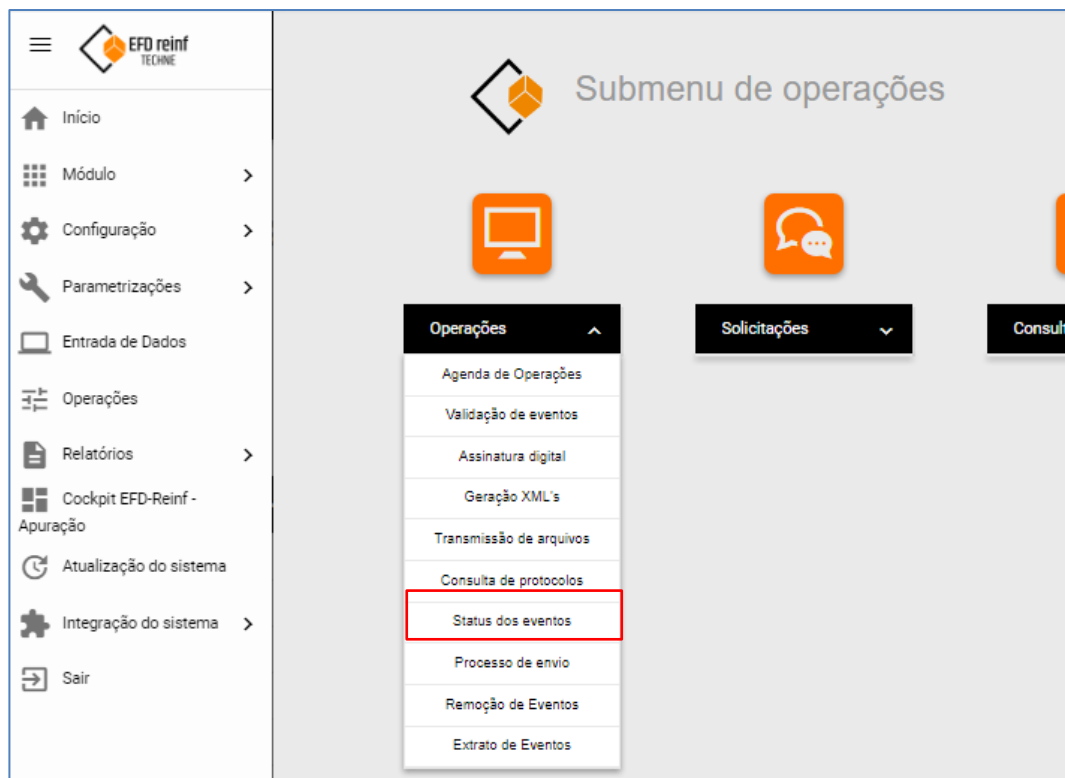 EFD reinf
TECHNE
Início
Módulo
Configuração
Parametrizações
Entrada de Dados
Operações
Relatórios
Cockpit EFD-Reinf -
Apuração
Atualização do sistema
Integração do sistema
Sair
Submenu de operações
Operações
Agenda de Operações
Validação de eventos
Assinatura digital
Geração XML's
Transmissão de arquivos
Consulta de protocolos
Status dos eventos
Processo de envio
Remoção de Eventos
Extrato de Eventos
Solicitações